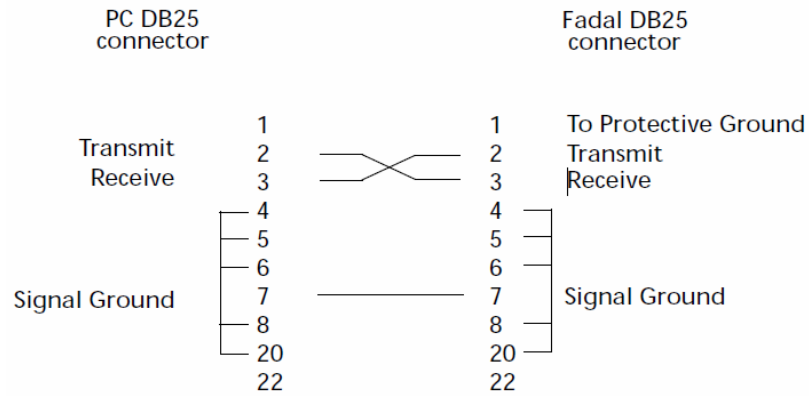 PC DB25
connector
Fadal DB25
connector
1
1 To Protective Ground
Transmit 2
2 Transmit
Receive 3
3 Receive
4
4
5
5
6
6
Signal Ground 7
7 Signal Ground
8
8
20
20
22
22